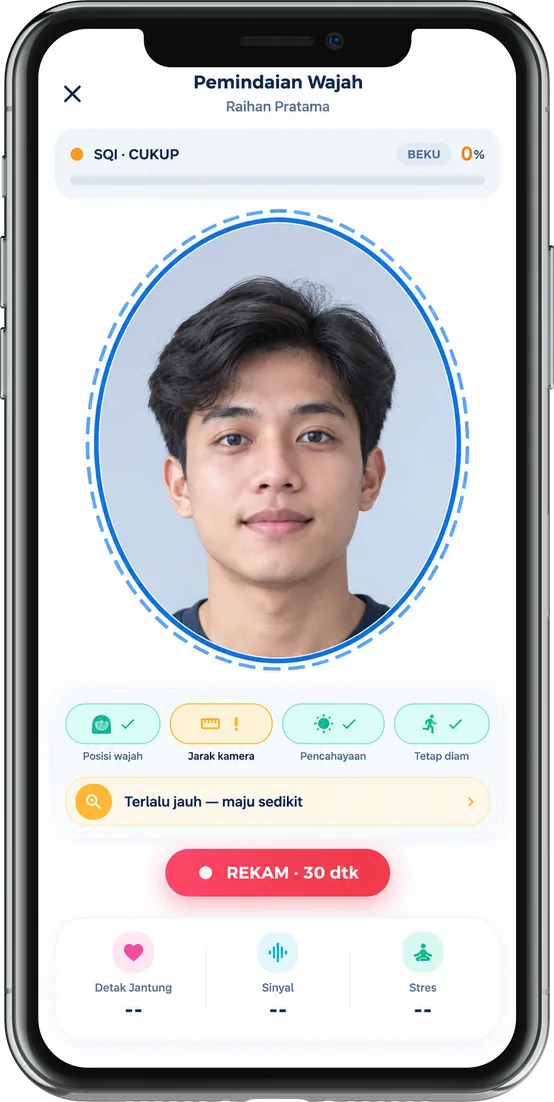 Pemindaian Wajah
Raihan Pratama
SQI · CUKUP
BEKU
0%
Posisi wajah
Jarak kamera
Pencahayaan
Tetap diam
Terlalu jauh — maju sedikit
REKAM · 30 dtk
Detak Jantung
Sinyal
Stres
--
--
--